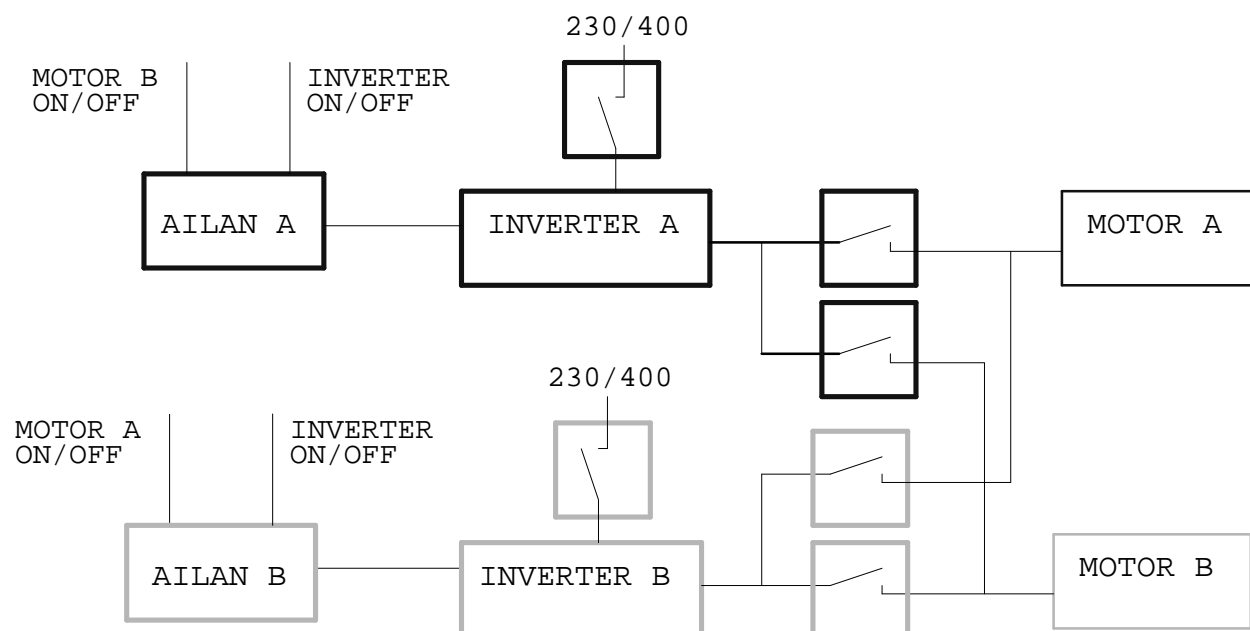 230/400
MOTOR B
ON/OFF
INVERTER
ON/OFF
AILAN A
INVERTER A
MOTOR A
230/400
MOTOR A
ON/OFF
INVERTER
ON/OFF
AILAN B
INVERTER B
MOTOR B